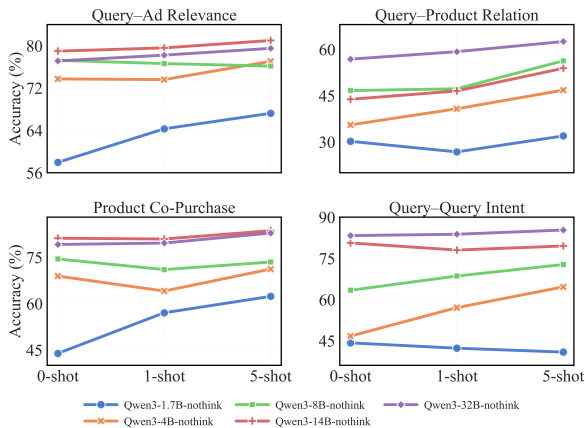 Query–Ad Relevance
Query–Product Relation
Accuracy (%)
80
72
64
56
60
45
30
Product Co-Purchase
Query–Query Intent
Accuracy (%)
75
60
45
90
75
60
45
0-shot 1-shot 5-shot
0-shot 1-shot 5-shot
Qwen3-1.7B-nothink Qwen3-8B-nothink Qwen3-32B-nothink
Qwen3-4B-nothink Qwen3-14B-nothink